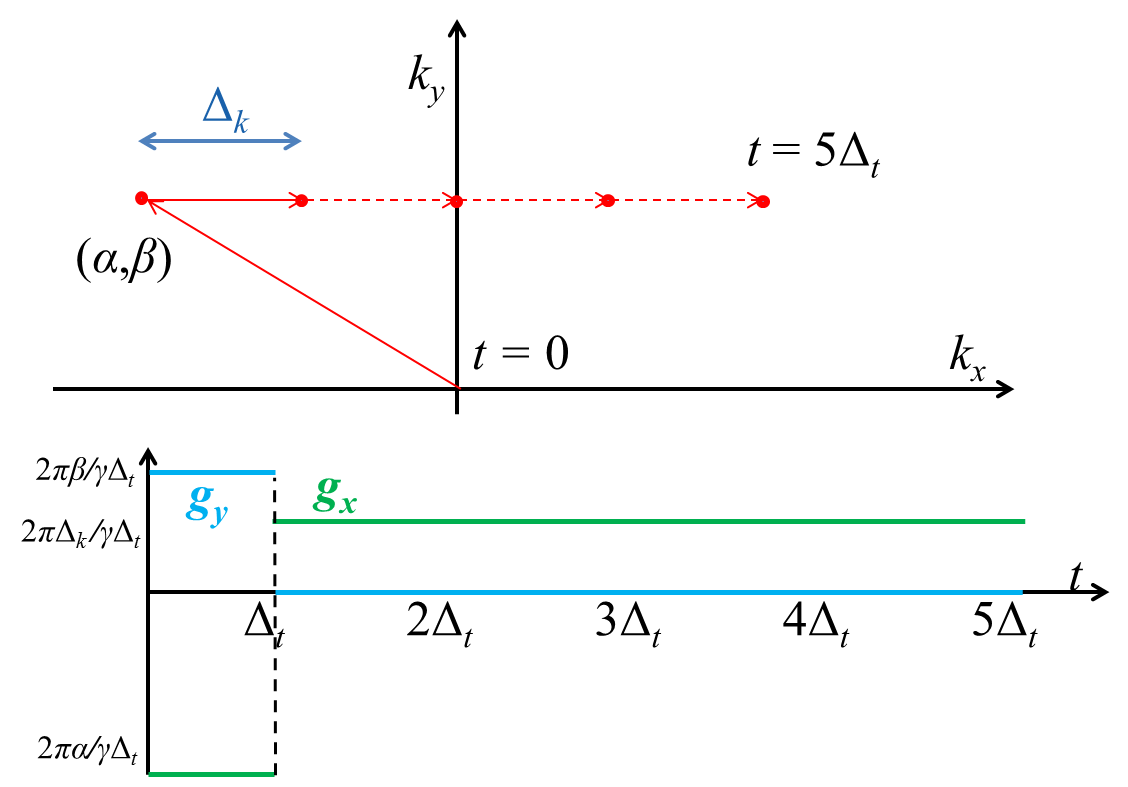 k_y
Δ_k
t = 5Δ_t
(α,β)
t = 0
k_x
2πβ/γΔ_t
g_y
g_x
2πΔ_k/γΔ_t
t
Δ_t 2Δ_t 3Δ_t 4Δ_t 5Δ_t
2πα/γΔ_t